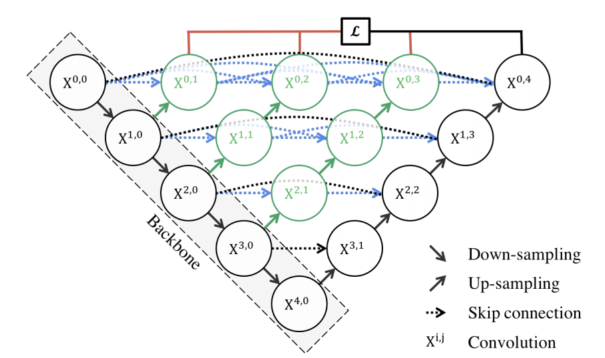 ℒ
X^{0,0} X^{0,1} X^{0,2} X^{0,3} X^{0,4}
X^{1,0} X^{1,1} X^{1,2} X^{1,3}
X^{2,0} X^{2,1} X^{2,2}
X^{3,0} X^{3,1}
X^{4,0}
Backbone
Down-sampling
Up-sampling
Skip connection
X^{i,j} Convolution